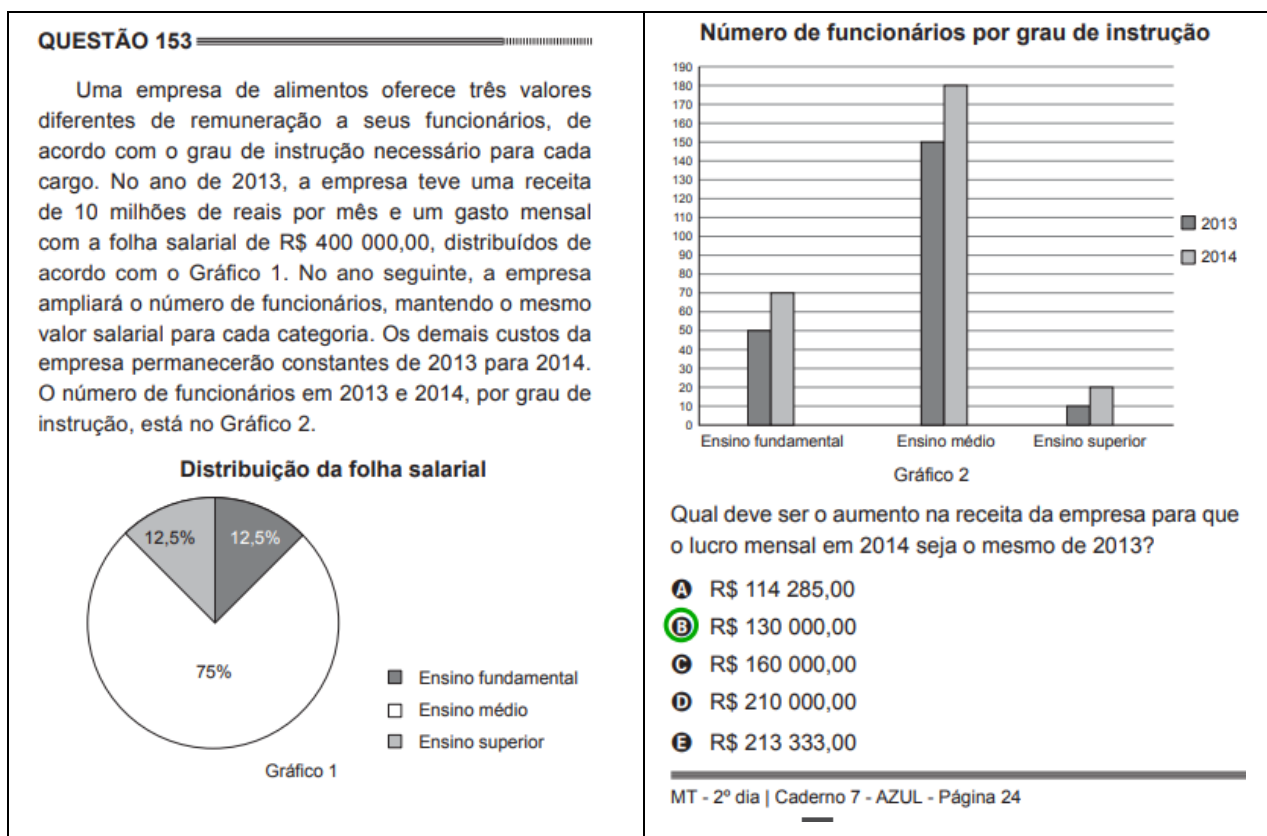 QUESTÃO 153
Uma empresa de alimentos oferece três valores
diferentes de remuneração a seus funcionários, de
acordo com o grau de instrução necessário para cada
cargo. No ano de 2013, a empresa teve uma receita
de 10 milhões de reais por mês e um gasto mensal
com a folha salarial de R$ 400 000,00, distribuídos de
acordo com o Gráfico 1. No ano seguinte, a empresa
ampliará o número de funcionários, mantendo o mesmo
valor salarial para cada categoria. Os demais custos da
empresa permanecerão constantes de 2013 para 2014.
O número de funcionários em 2013 e 2014, por grau de
instrução, está no Gráfico 2.
Distribuição da folha salarial
12,5% 12,5%
75%
Ensino fundamental
Ensino médio
Ensino superior
Gráfico 1
Número de funcionários por grau de instrução
190
180
170
160
150
140
130
120
110
100
90
80
70
60
50
40
30
20
10
0
2013
2014
Ensino fundamental Ensino médio Ensino superior
Gráfico 2
Qual deve ser o aumento na receita da empresa para que
o lucro mensal em 2014 seja o mesmo de 2013?
A R$ 114 285,00
B R$ 130 000,00
C R$ 160 000,00
D R$ 210 000,00
E R$ 213 333,00
MT - 2º dia | Caderno 7 - AZUL - Página 24